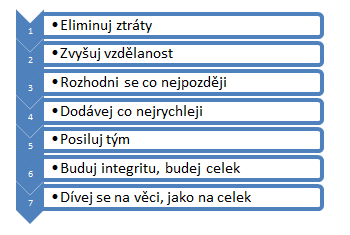 1 • Eliminuj ztráty
2 • Zvyšuj vzdělanost
3 • Rozhodni se co nejpozději
4 • Dodávej co nejrychleji
5 • Posiluj tým
6 • Buduj integritu, budej celek
7 • Dívej se na věci, jako na celek